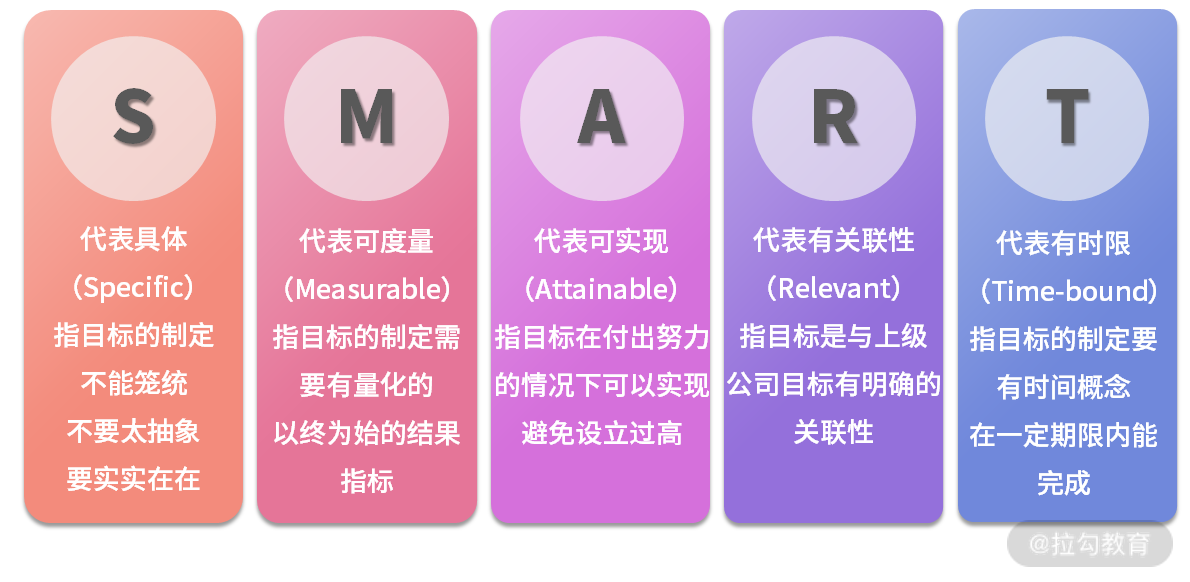 S
代表具体
（Specific）
指目标的制定
不能笼统
不要太抽象
要实实在在
M
代表可度量
（Measurable）
指目标的制定需
要有量化的
以终为始的结果
指标
A
代表可实现
（Attainable）
指目标在付出努力
的情况下可以实现
避免设立过高
R
代表有关联性
（Relevant）
指目标是与上级
公司目标有明确的
关联性
T
代表有时限
（Time-bound）
指目标的制定要
有时间概念
在一定期限内能
完成
@拉勾教育